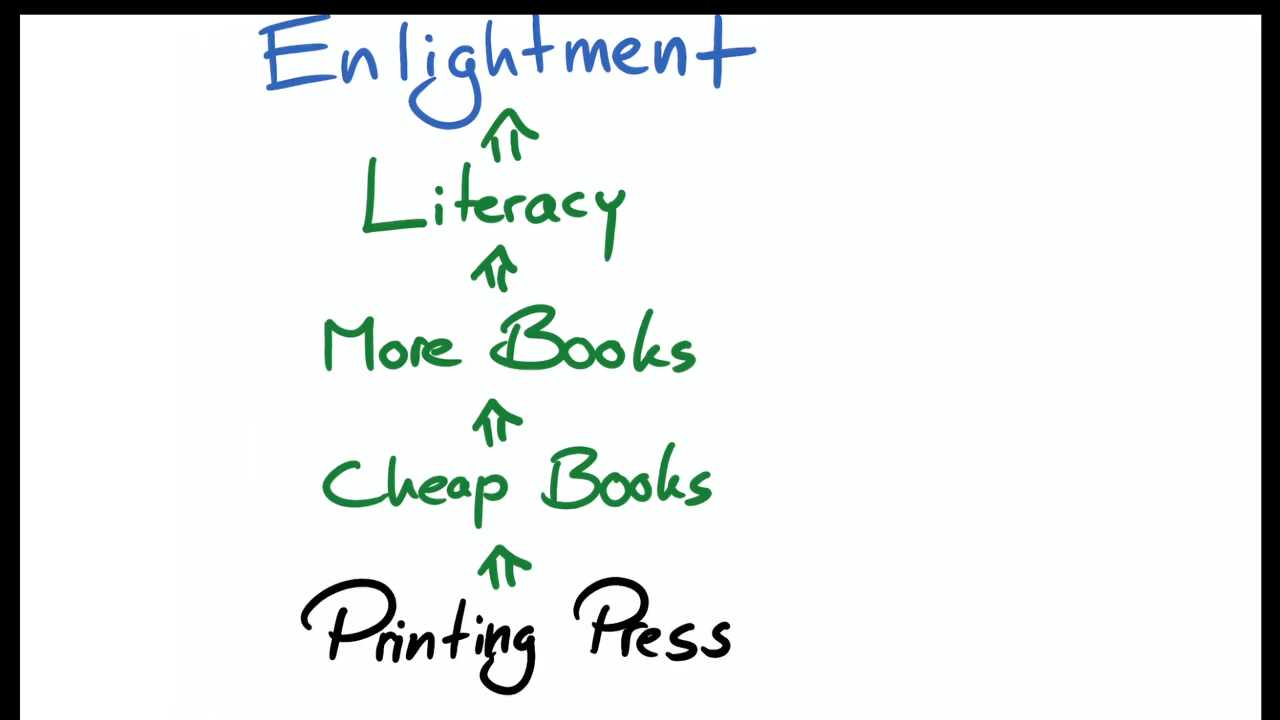 Enlightment
Literacy
More Books
Cheap Books
Printing Press